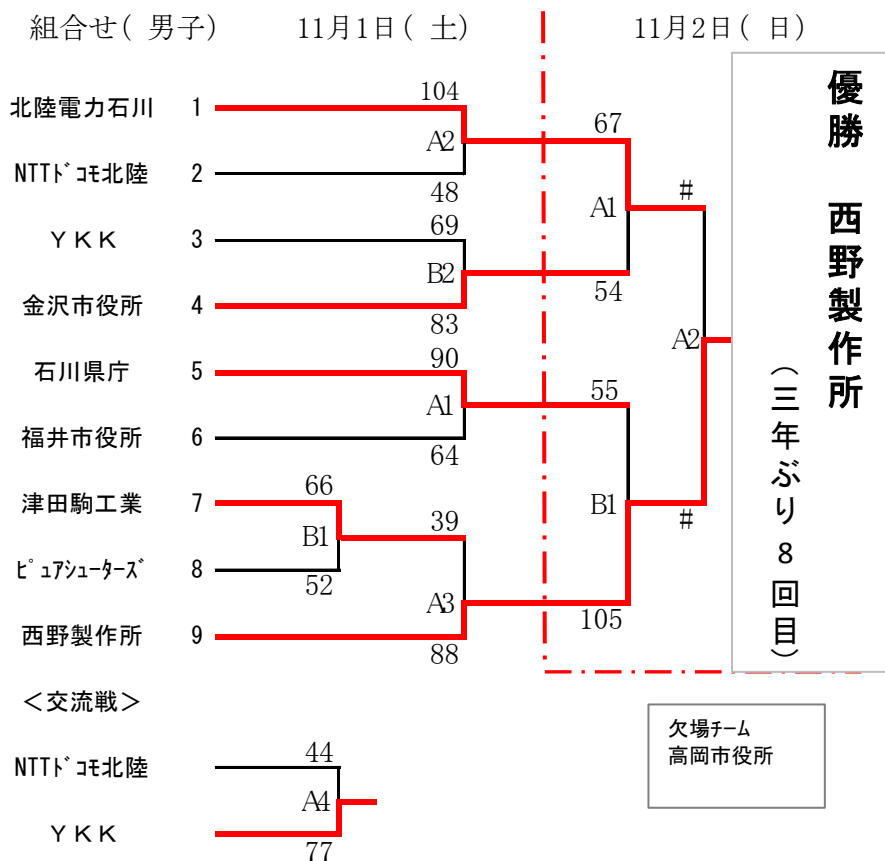 組合せ( 男子) 11月1日( 土) 11月2日( 日)
優勝 西野製作所
（三年ぶり8回目）
北陸電力石川 1
104
67
A2
NTTﾄﾞｺﾓ北陸 2
48
#
A1
ＹＫＫ 3
69
B2
54
金沢市役所 4
83
A2
石川県庁 5
90
55
A1
福井市役所 6
64
津田駒工業 7
66
39
B1
B1
#
ﾋﾟｭｱｼｭｰﾀｰｽﾞ 8
52
A3
105
西野製作所 9
88
＜交流戦＞
欠場ﾁｰﾑ
高岡市役所
NTTﾄﾞｺﾓ北陸
44
A4
ＹＫＫ
77